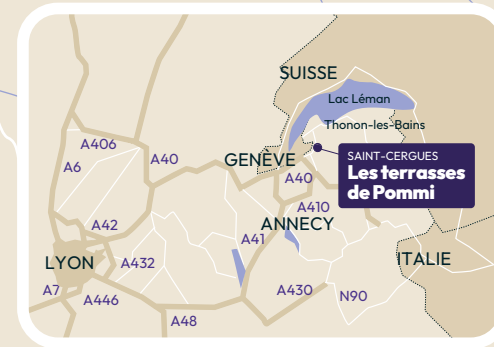 SUISSE
Lac Léman
Thonon-les-Bains
A406
A6
A40
GENÈVE
SAINT-CERGUES
Les terrasses
de Pommi
A40
A410
ANNECY
A42
A41
LYON
A432
ITALIE
A7
A446
A430
N90
A48